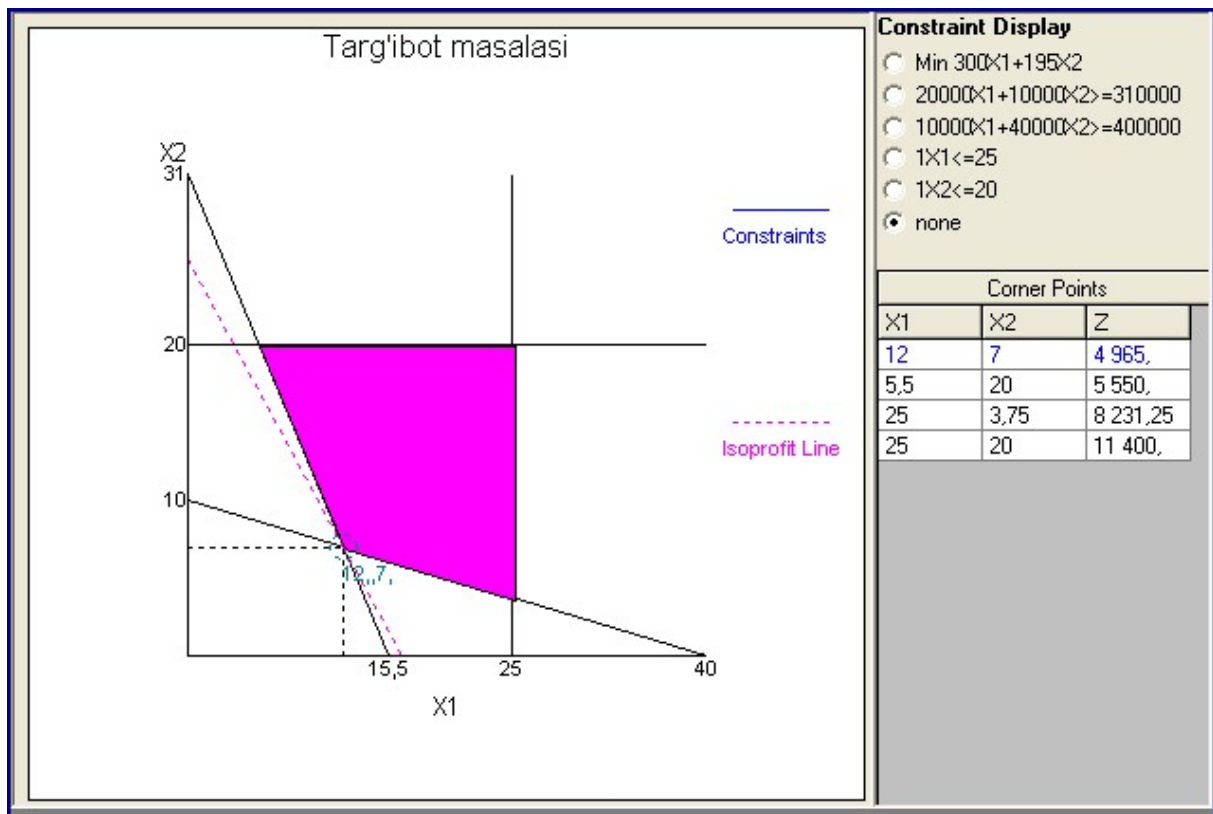 Targ'ibot masalasi
X2
31
20
10
12,,7,
15,5
25
40
X1
Constraints
Isoprofit Line
Constraint Display
Min 300X1+195X2
20000X1+10000X2>=310000
10000X1+40000X2>=400000
1X1<=25
1X2<=20
none
Corner Points
X1 X2 Z
12 7 4 965,
5,5 20 5 550,
25 3,75 8 231,25
25 20 11 400,